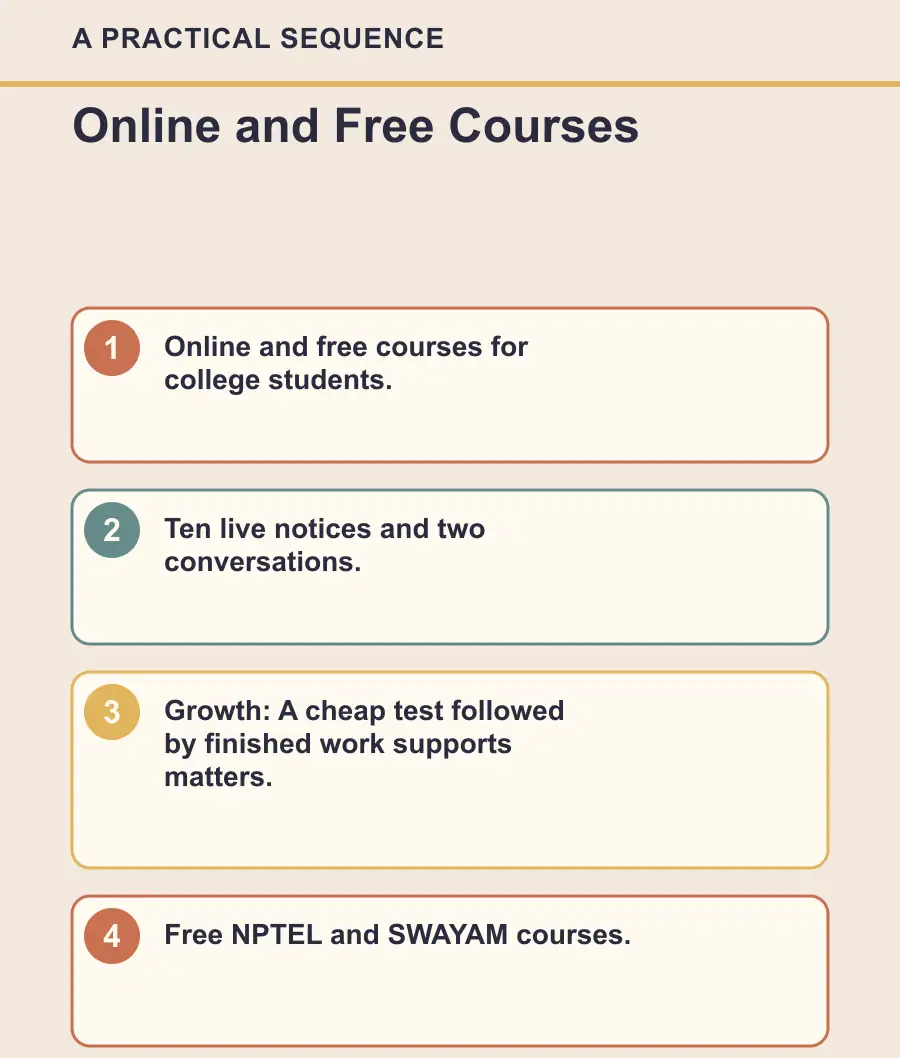 A PRACTICAL SEQUENCE
Online and Free Courses
1
Online and free courses for
college students.
2
Ten live notices and two
conversations.
3
Growth: A cheap test followed
by finished work supports
matters.
4
Free NPTEL and SWAYAM courses.